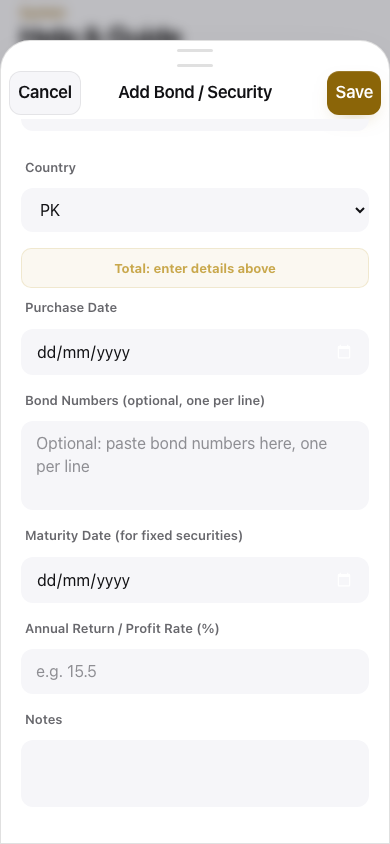 Cancel
Add Bond / Security
Save
Country
PK
Total: enter details above
Purchase Date
dd/mm/yyyy
Bond Numbers (optional, one per line)
Optional: paste bond numbers here, one
per line
Maturity Date (for fixed securities)
dd/mm/yyyy
Annual Return / Profit Rate (%)
e.g. 15.5
Notes